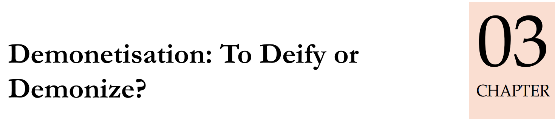 Demonetisation: To Deify or
Demonize?
03
CHAPTER